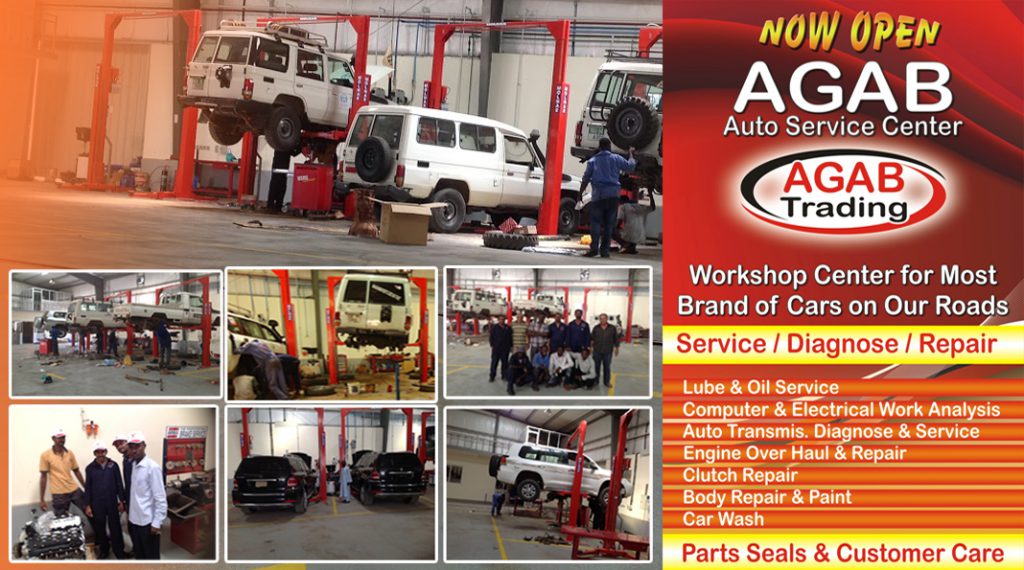 NOW OPEN
AGAB
Auto Service Center
AGAB
Trading
Workshop Center for Most
Brand of Cars on Our Roads
Service / Diagnose / Repair
Lube & Oil Service
Computer & Electrical Work Analysis
Auto Transmis. Diagnose & Service
Engine Over Haul & Repair
Clutch Repair
Body Repair & Paint
Car Wash
Parts Seals & Customer Care